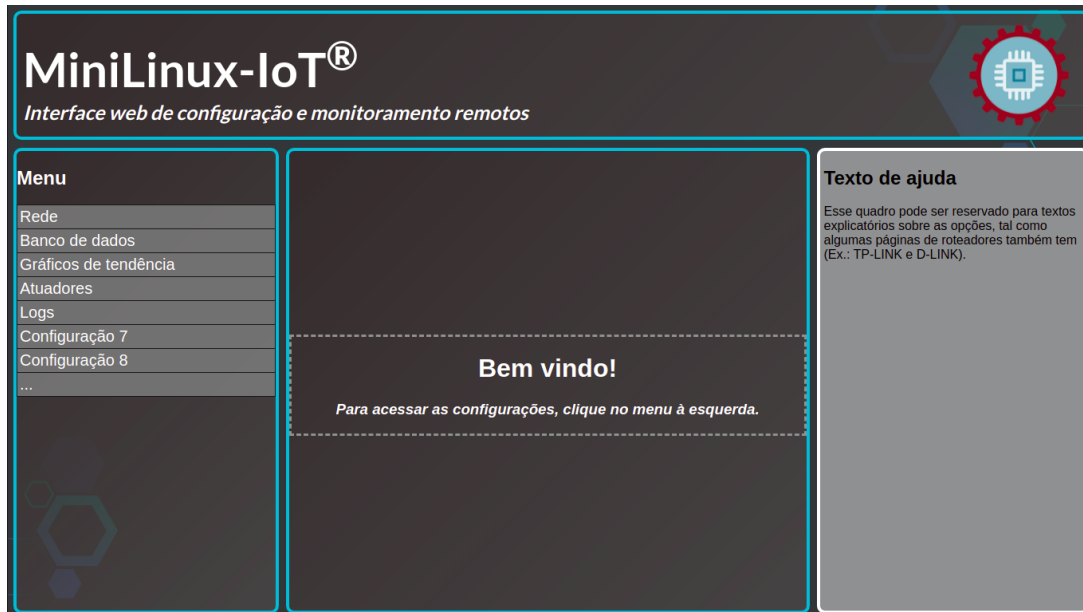 MiniLinux-IoT®
Interface web de configuração e monitoramento remotos
Menu
Rede
Banco de dados
Gráficos de tendência
Atuadores
Logs
Configuração 7
Configuração 8
...
Bem vindo!
Para acessar as configurações, clique no menu à esquerda.
Texto de ajuda
Esse quadro pode ser reservado para textos
explicatórios sobre as opções, tal como
algumas páginas de roteadores também tem
(Ex.: TP-LINK e D-LINK).